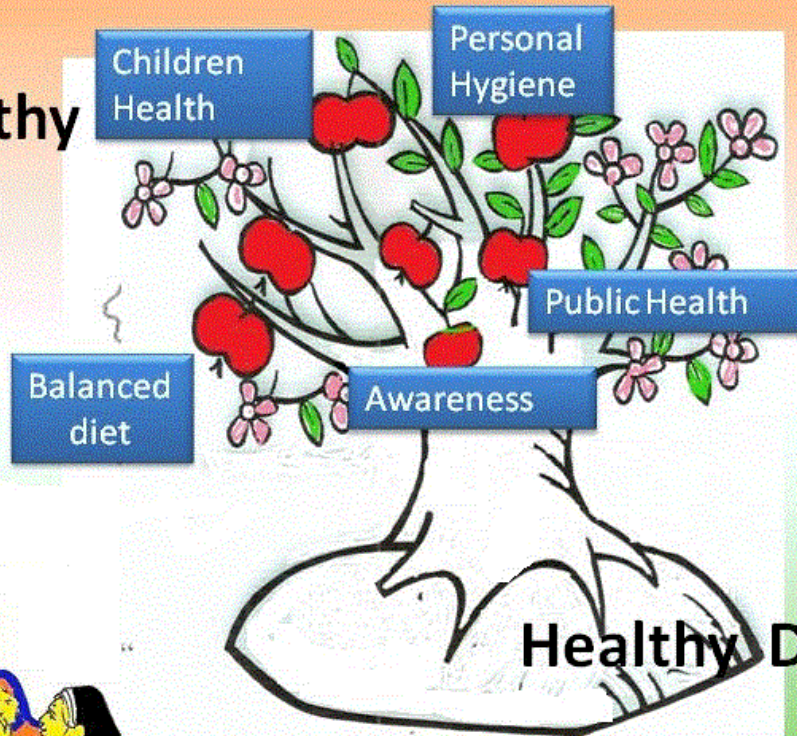 Personal
Hygiene
Children
Health
thy
Public Health
Balanced
diet
Awareness
Healthy D